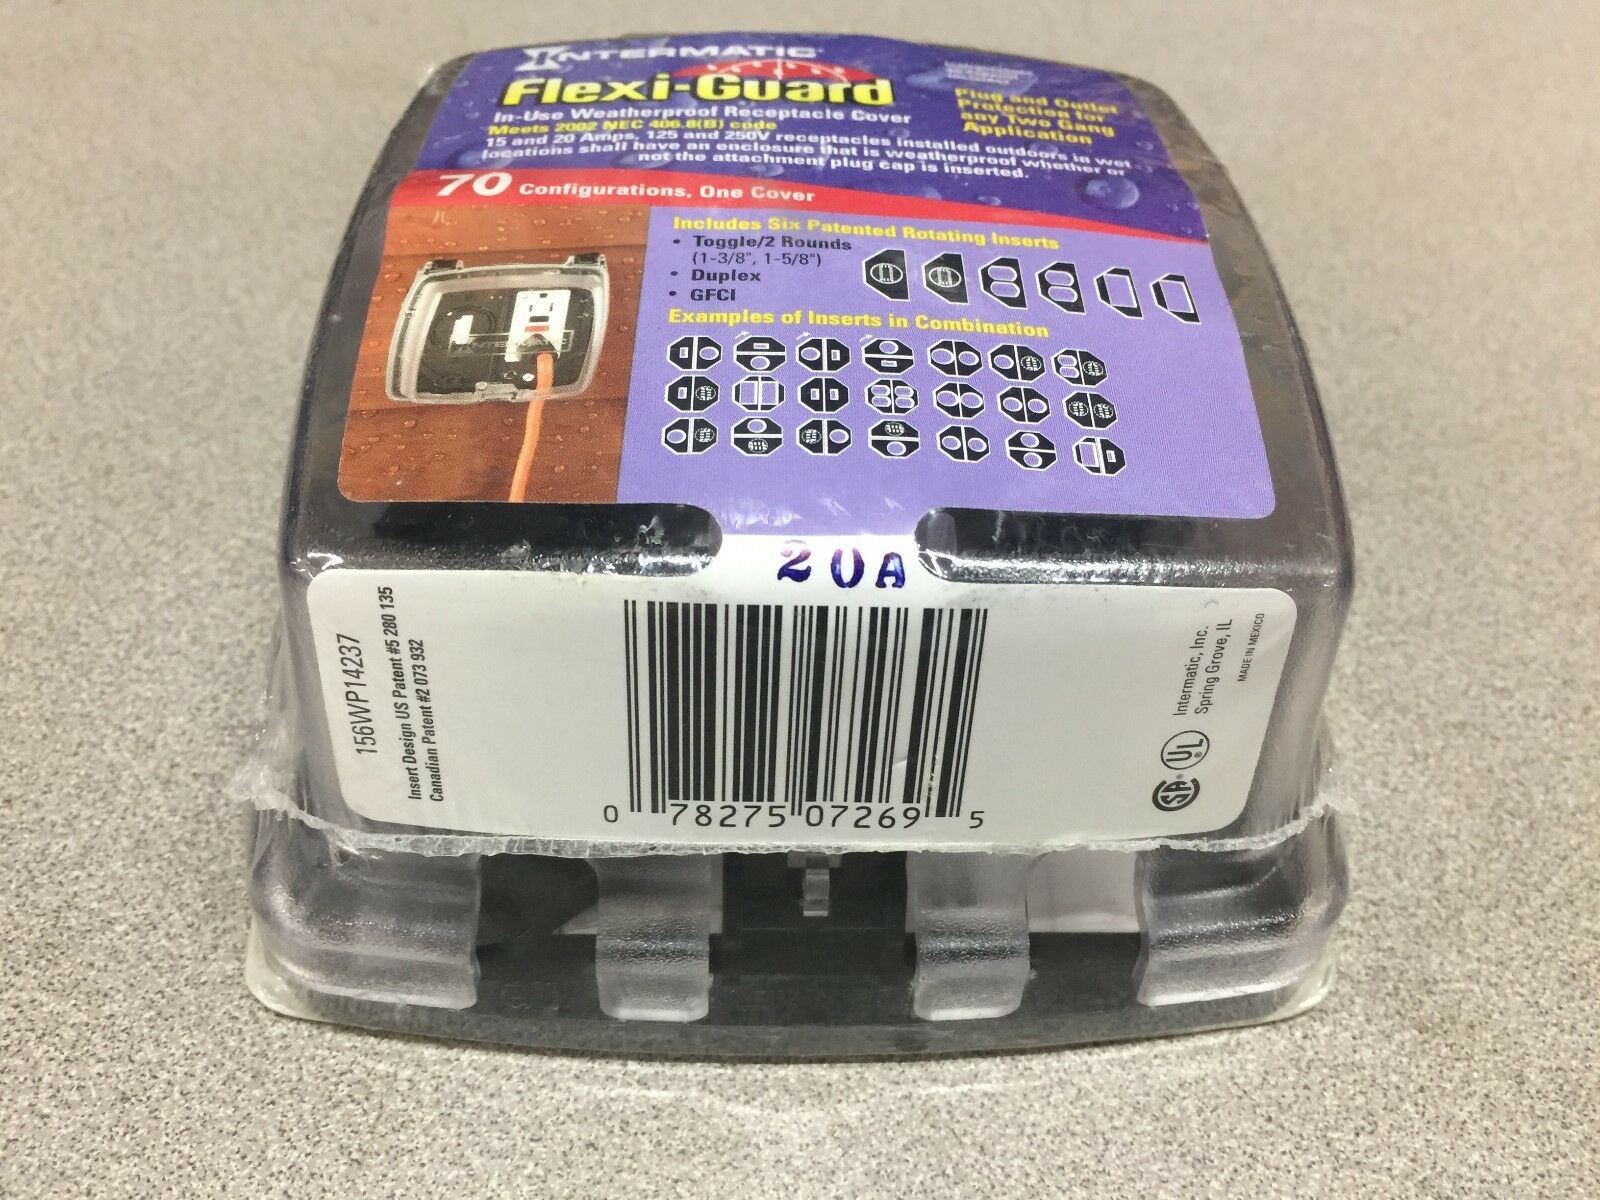 INTERMATIC
Flexi-Guard
In-Use Weatherproof Receptacle Cover
Meets 2002 NEC 406.8(B) code
15 and 20 Amps, 125 and 250V receptacles installed outdoors in wet
locations shall have an enclosure that is weatherproof whether or
not the attachment plug cap is inserted.
Plug and Outlet
Protection for
any Two Gang
Application
70 Configurations, One Cover
Includes Six Patented Rotating Inserts
• Toggle/2 Rounds
(1-3/8", 1-5/8")
• Duplex
• GFCI
Examples of Inserts in Combination
20A
156WP14237
Insert Design US Patent #5 280 135
Canadian Patent #2 073 932
0 78275 07269 5
Intermatic, Inc.
Spring Grove, IL
MADE IN MEXICO
SA
UL